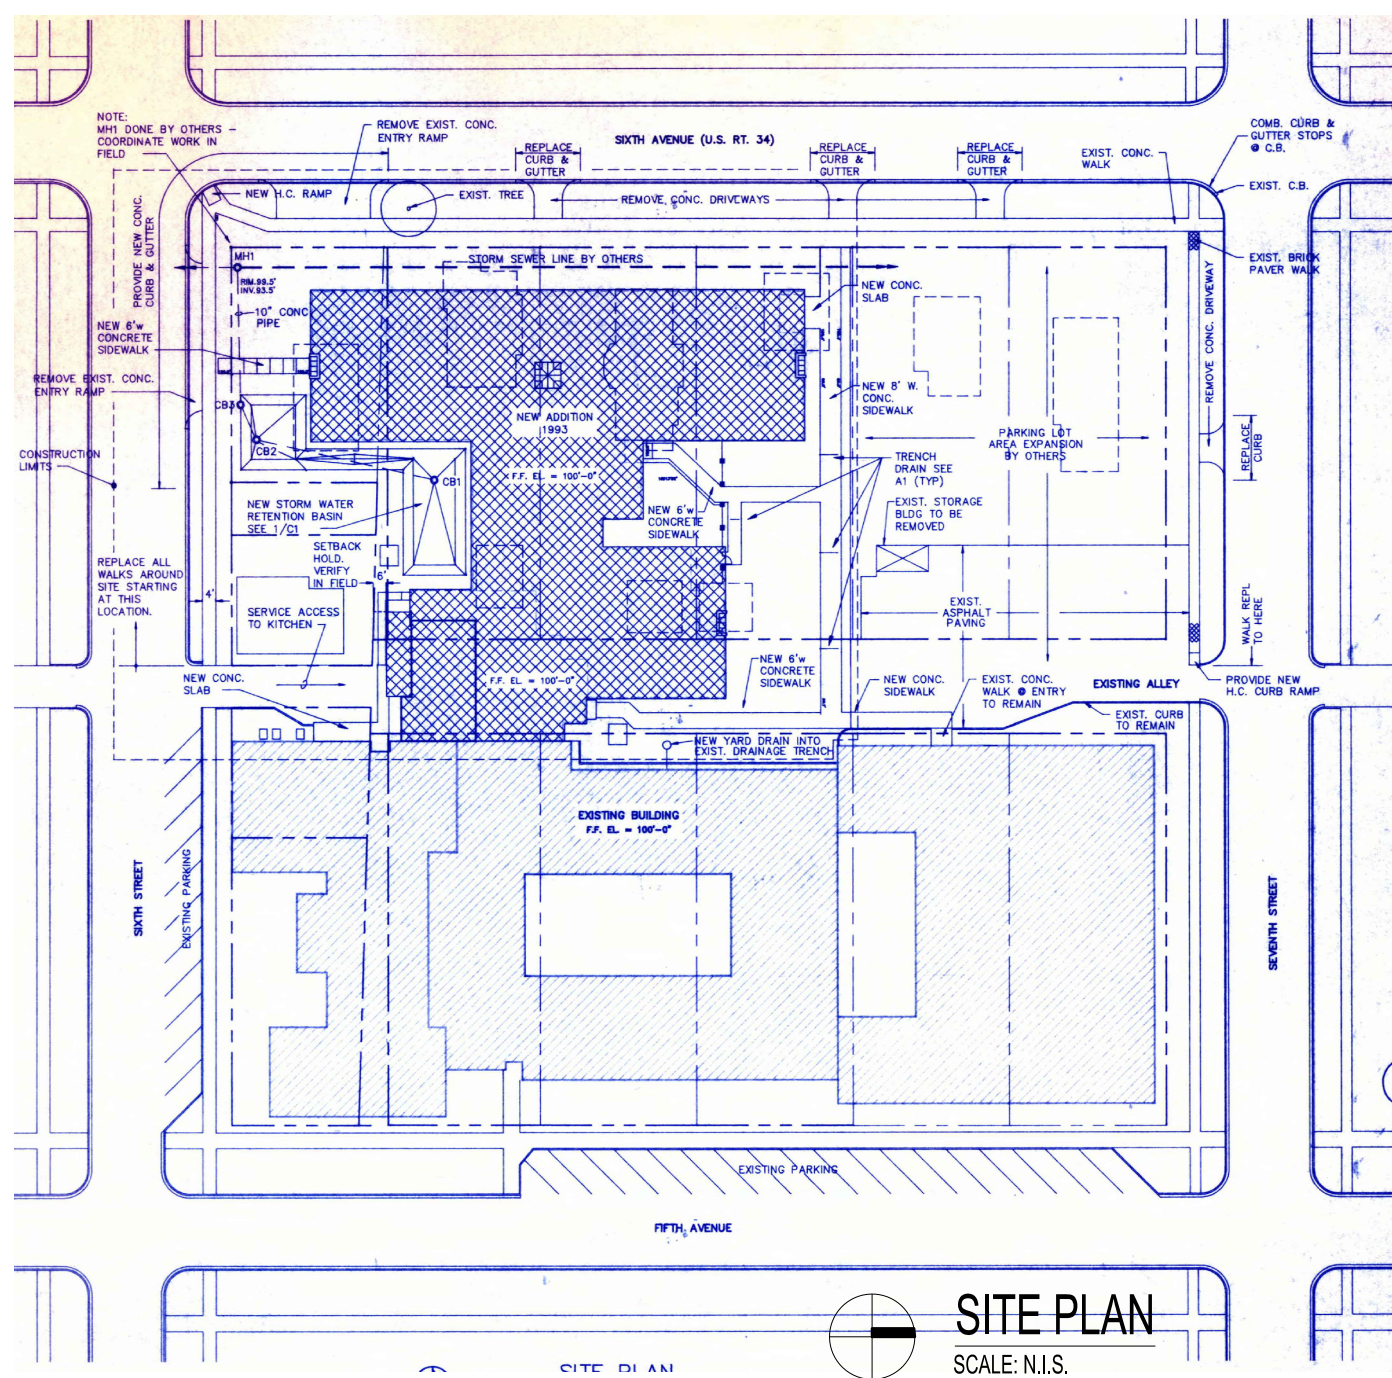 NOTE:
MH1 DONE BY OTHERS –
COORDINATE WORK IN
FIELD
REMOVE EXIST. CONC.
ENTRY RAMP
SIXTH AVENUE (U.S. RT. 34)
REPLACE
CURB &
GUTTER
REPLACE
CURB &
GUTTER
REPLACE
CURB &
GUTTER
EXIST. CONC.
WALK
COMB. CURB &
GUTTER STOPS
@ C.B.
EXIST. C.B.
NEW H.C. RAMP
EXIST. TREE
REMOVE CONC. DRIVEWAYS
PROVIDE NEW CONC.
CURB & GUTTER
MH1
RIM.99.5'
INV.93.5'
STORM SEWER LINE BY OTHERS
EXIST. BRICK
PAVER WALK
NEW CONC.
SLAB
REMOVE CONC. DRIVEWAY
10" CONC
PIPE
NEW 6'w
CONCRETE
SIDEWALK
REMOVE EXIST. CONC.
ENTRY RAMP
CB3
CB2
CB1
NEW ADDITION
1993
NEW 8' W.
CONC.
SIDEWALK
PARKING LOT
AREA EXPANSION
BY OTHERS
REPLACE
CURB
CONSTRUCTION
LIMITS
F.F. EL. = 100'-0"
TRENCH
DRAIN SEE
A1 (TYP)
NEW STORM WATER
RETENTION BASIN
SEE 1/C1
NEW 6'w
CONCRETE
SIDEWALK
EXIST. STORAGE
BLDG TO BE
REMOVED
SETBACK
HOLD.
VERIFY
IN FIELD
6'
REPLACE ALL
WALKS AROUND
SITE STARTING
AT THIS
LOCATION.
4'
SERVICE ACCESS
TO KITCHEN
EXIST.
ASPHALT
PAVING
WALK REPL
TO HERE
NEW CONC.
SLAB
F.F. EL. = 100'-0"
NEW 6'w
CONCRETE
SIDEWALK
NEW CONC.
SIDEWALK
EXIST. CONC.
WALK @ ENTRY
TO REMAIN
EXISTING ALLEY
PROVIDE NEW
H.C. CURB RAMP
EXIST. CURB
TO REMAIN
NEW YARD DRAIN INTO
EXIST. DRAINAGE TRENCH
EXISTING BUILDING
F.F. EL. = 100'-0"
SIXTH STREET
EXISTING PARKING
SEVENTH STREET
EXISTING PARKING
FIFTH AVENUE
SITE PLAN
SCALE: N.I.S.
SITE PLAN